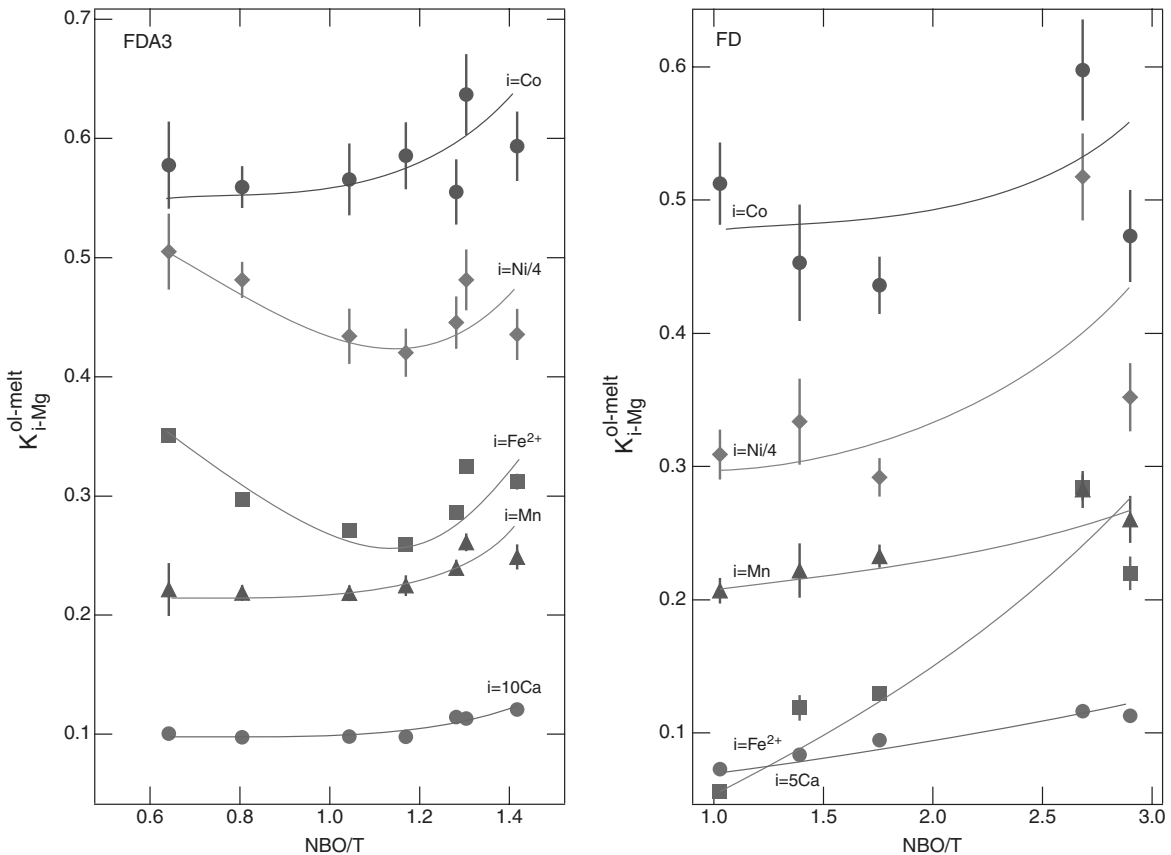 FDA3
0.7
0.6
0.5
0.4
0.3
0.2
0.1
K i-Mg ol-melt
i=Co
i=Ni/4
i=Fe2+
i=Mn
i=10Ca
0.6 0.8 1.0 1.2 1.4
NBO/T
FD
0.6
0.5
0.4
0.3
0.2
0.1
K i-Mg ol-melt
i=Co
i=Ni/4
i=Mn
i=Fe2+
i=5Ca
1.0 1.5 2.0 2.5 3.0
NBO/T